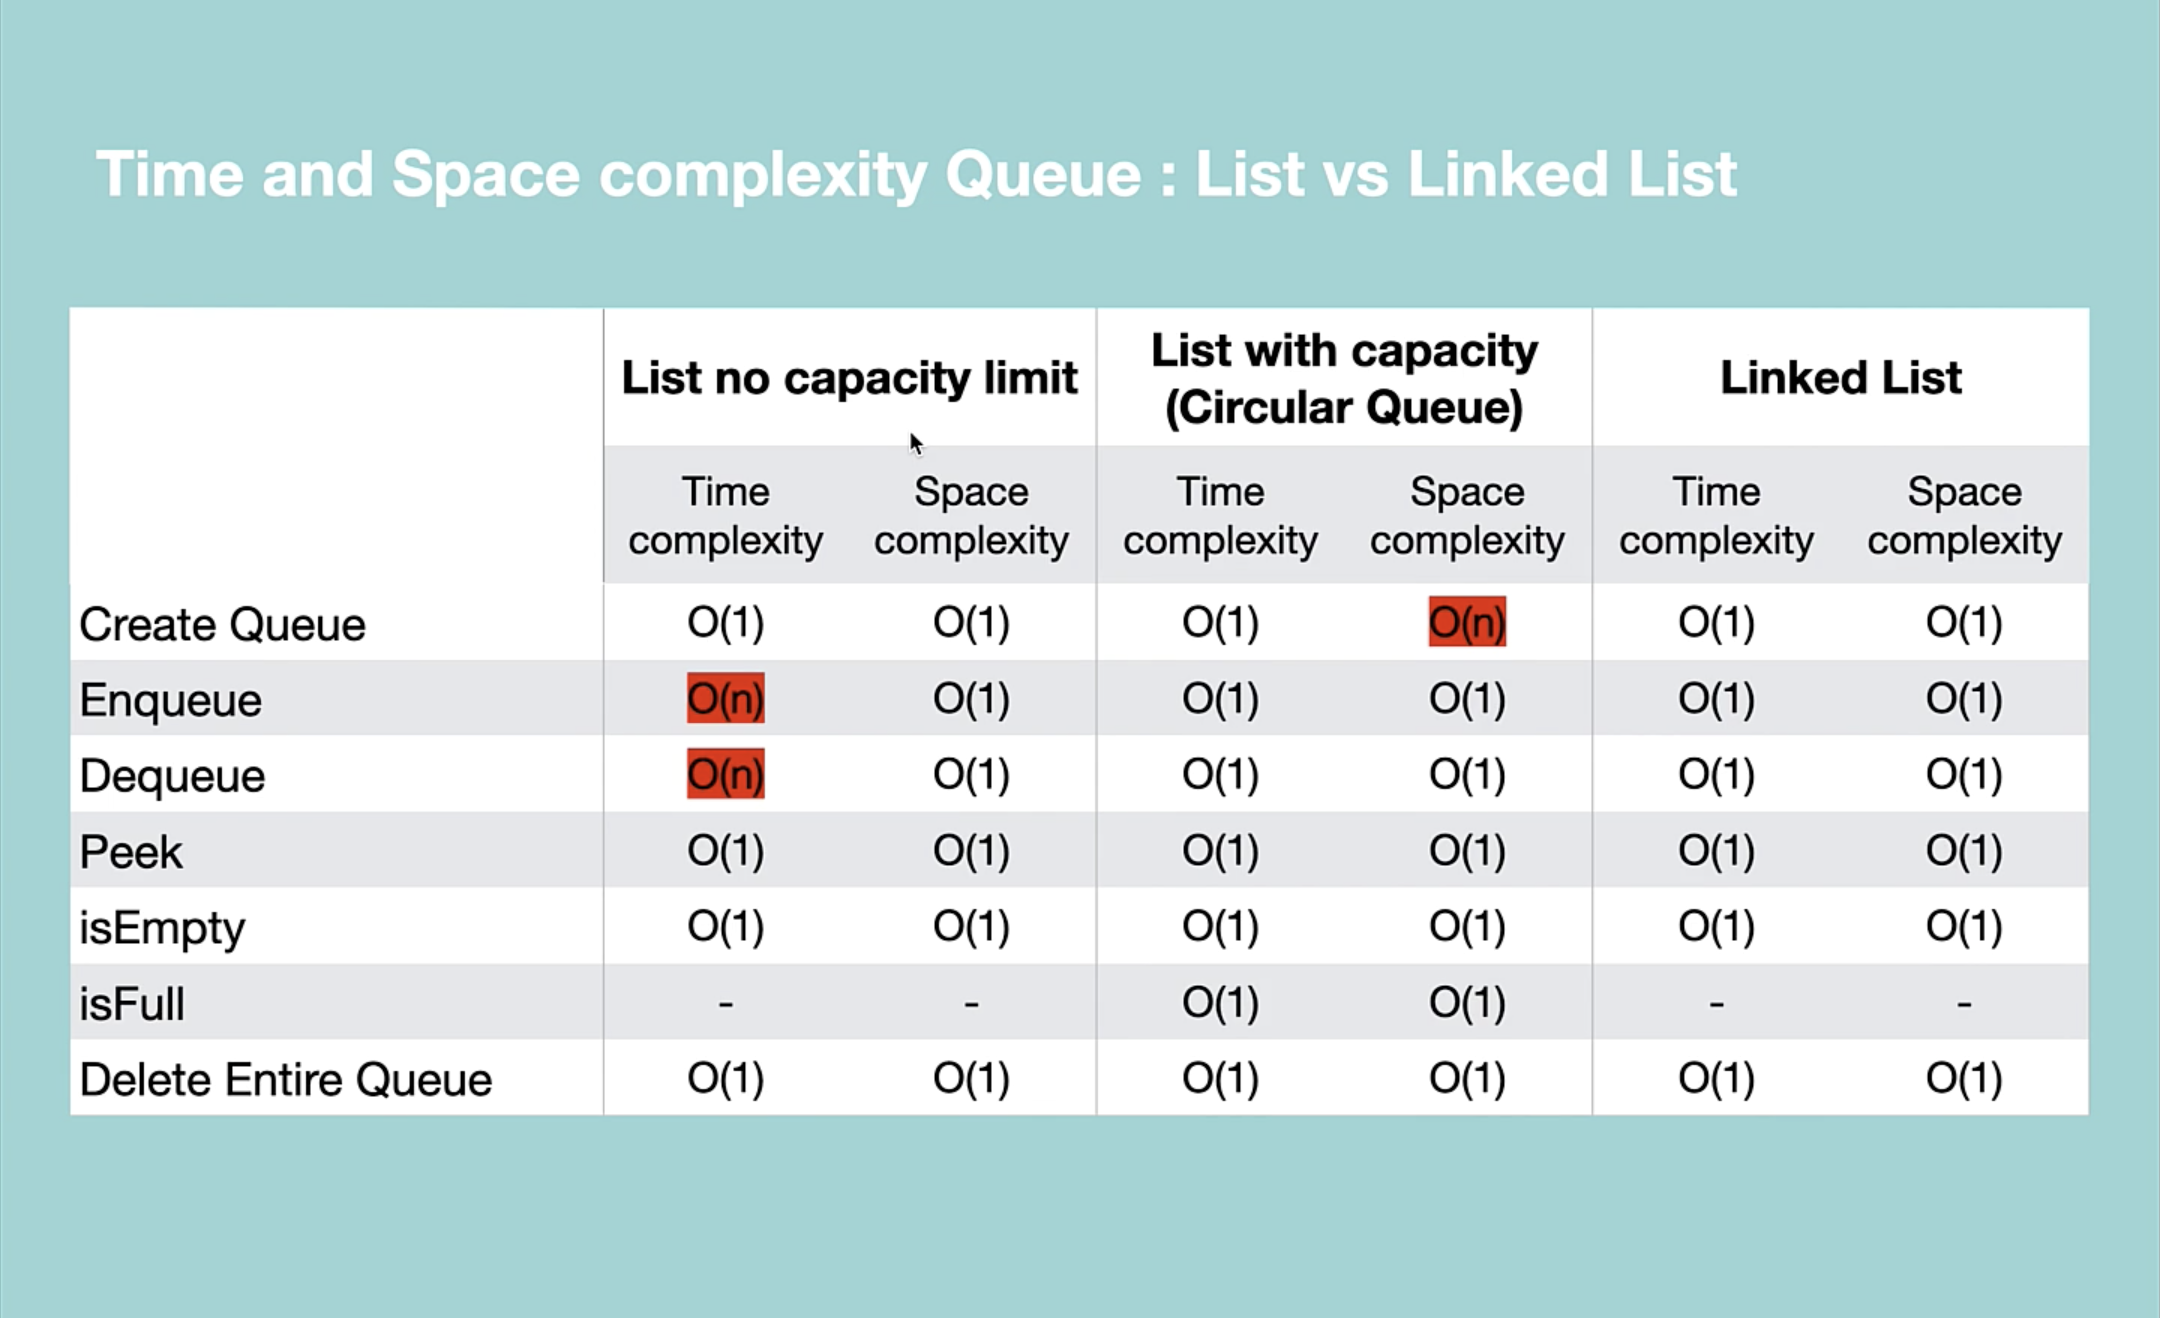 Time and Space complexity Queue : List vs Linked List
List no capacity limit
List with capacity
(Circular Queue)
Linked List
Time
complexity
Space
complexity
Time
complexity
Space
complexity
Time
complexity
Space
complexity
Create Queue O(1) O(1) O(1) O(n) O(1) O(1)
Enqueue O(n) O(1) O(1) O(1) O(1) O(1)
Dequeue O(n) O(1) O(1) O(1) O(1) O(1)
Peek O(1) O(1) O(1) O(1) O(1) O(1)
isEmpty O(1) O(1) O(1) O(1) O(1) O(1)
isFull - - O(1) O(1) - -
Delete Entire Queue O(1) O(1) O(1) O(1) O(1) O(1)